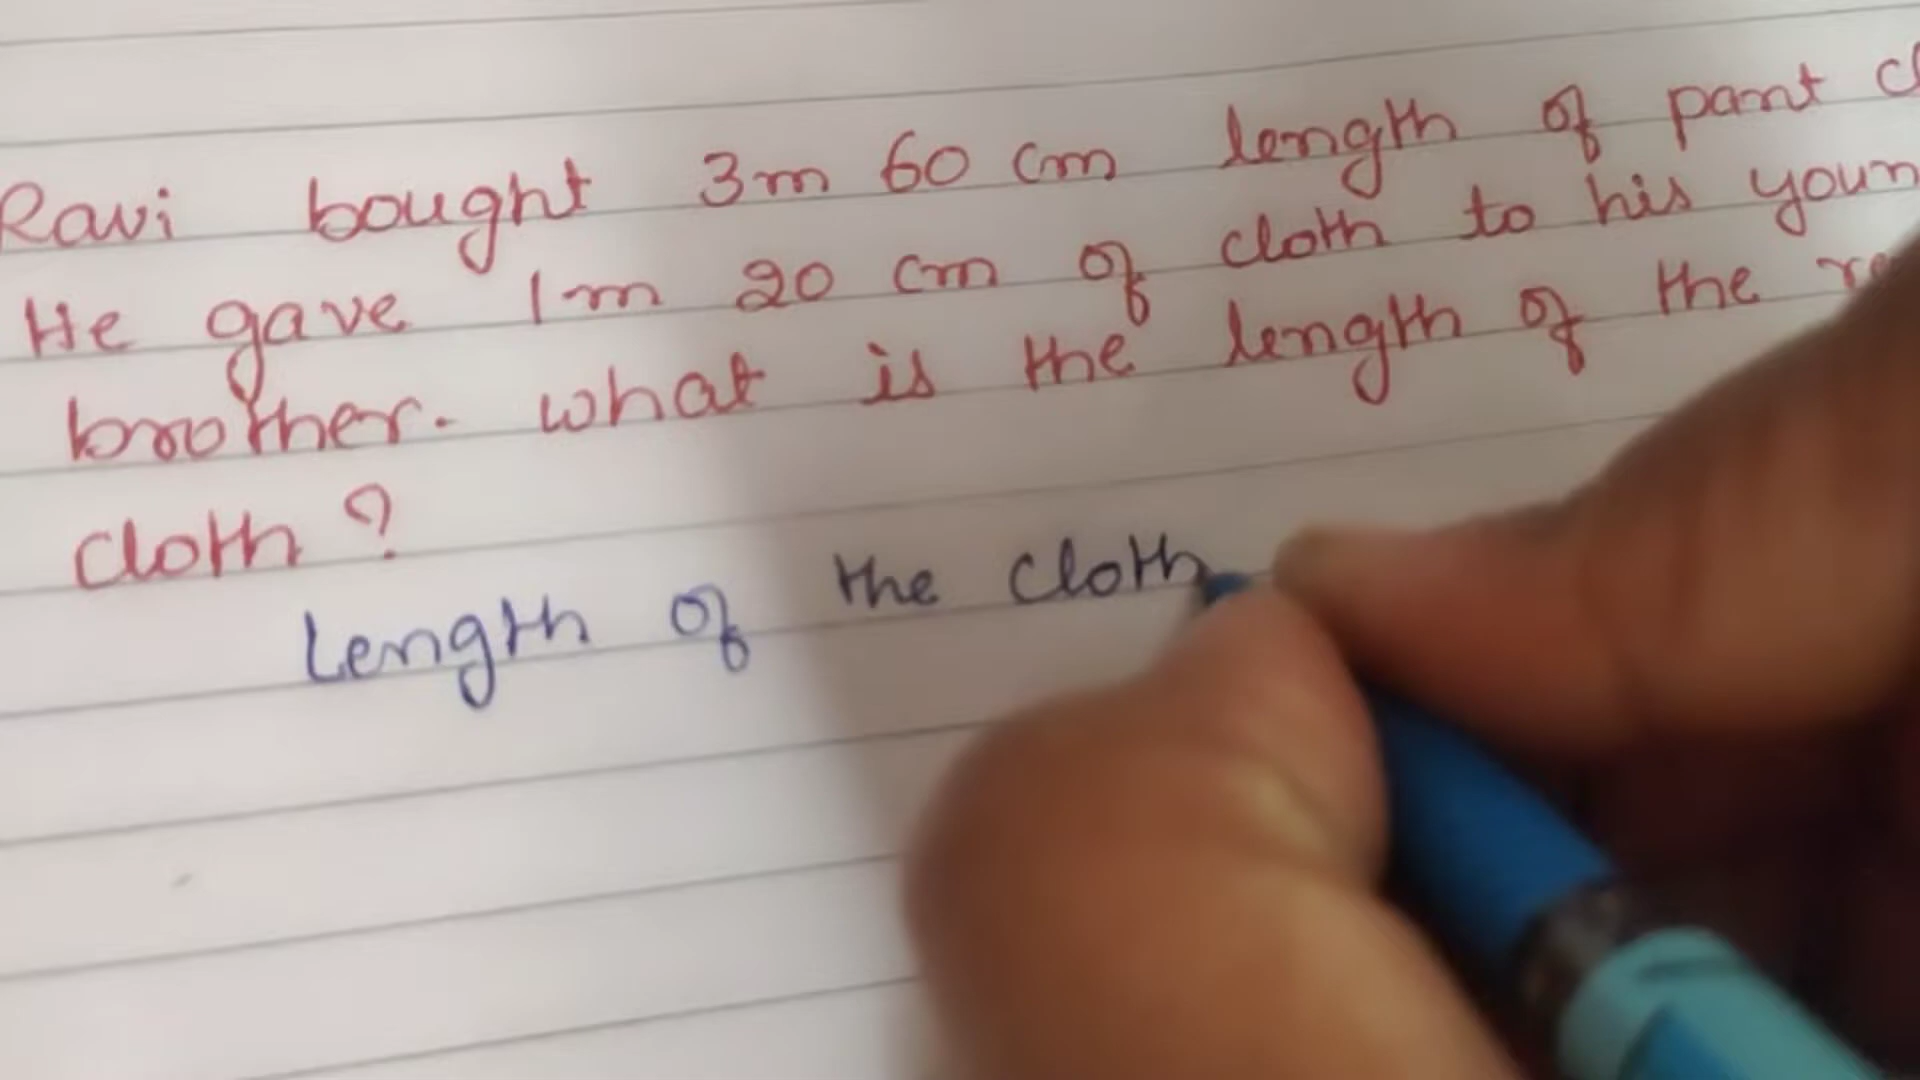 Ravi bought 3m 60 cm length of pant
He gave 1m 20 cm of cloth to his
brother. what is the length of the
cloth?
Length of the cloth